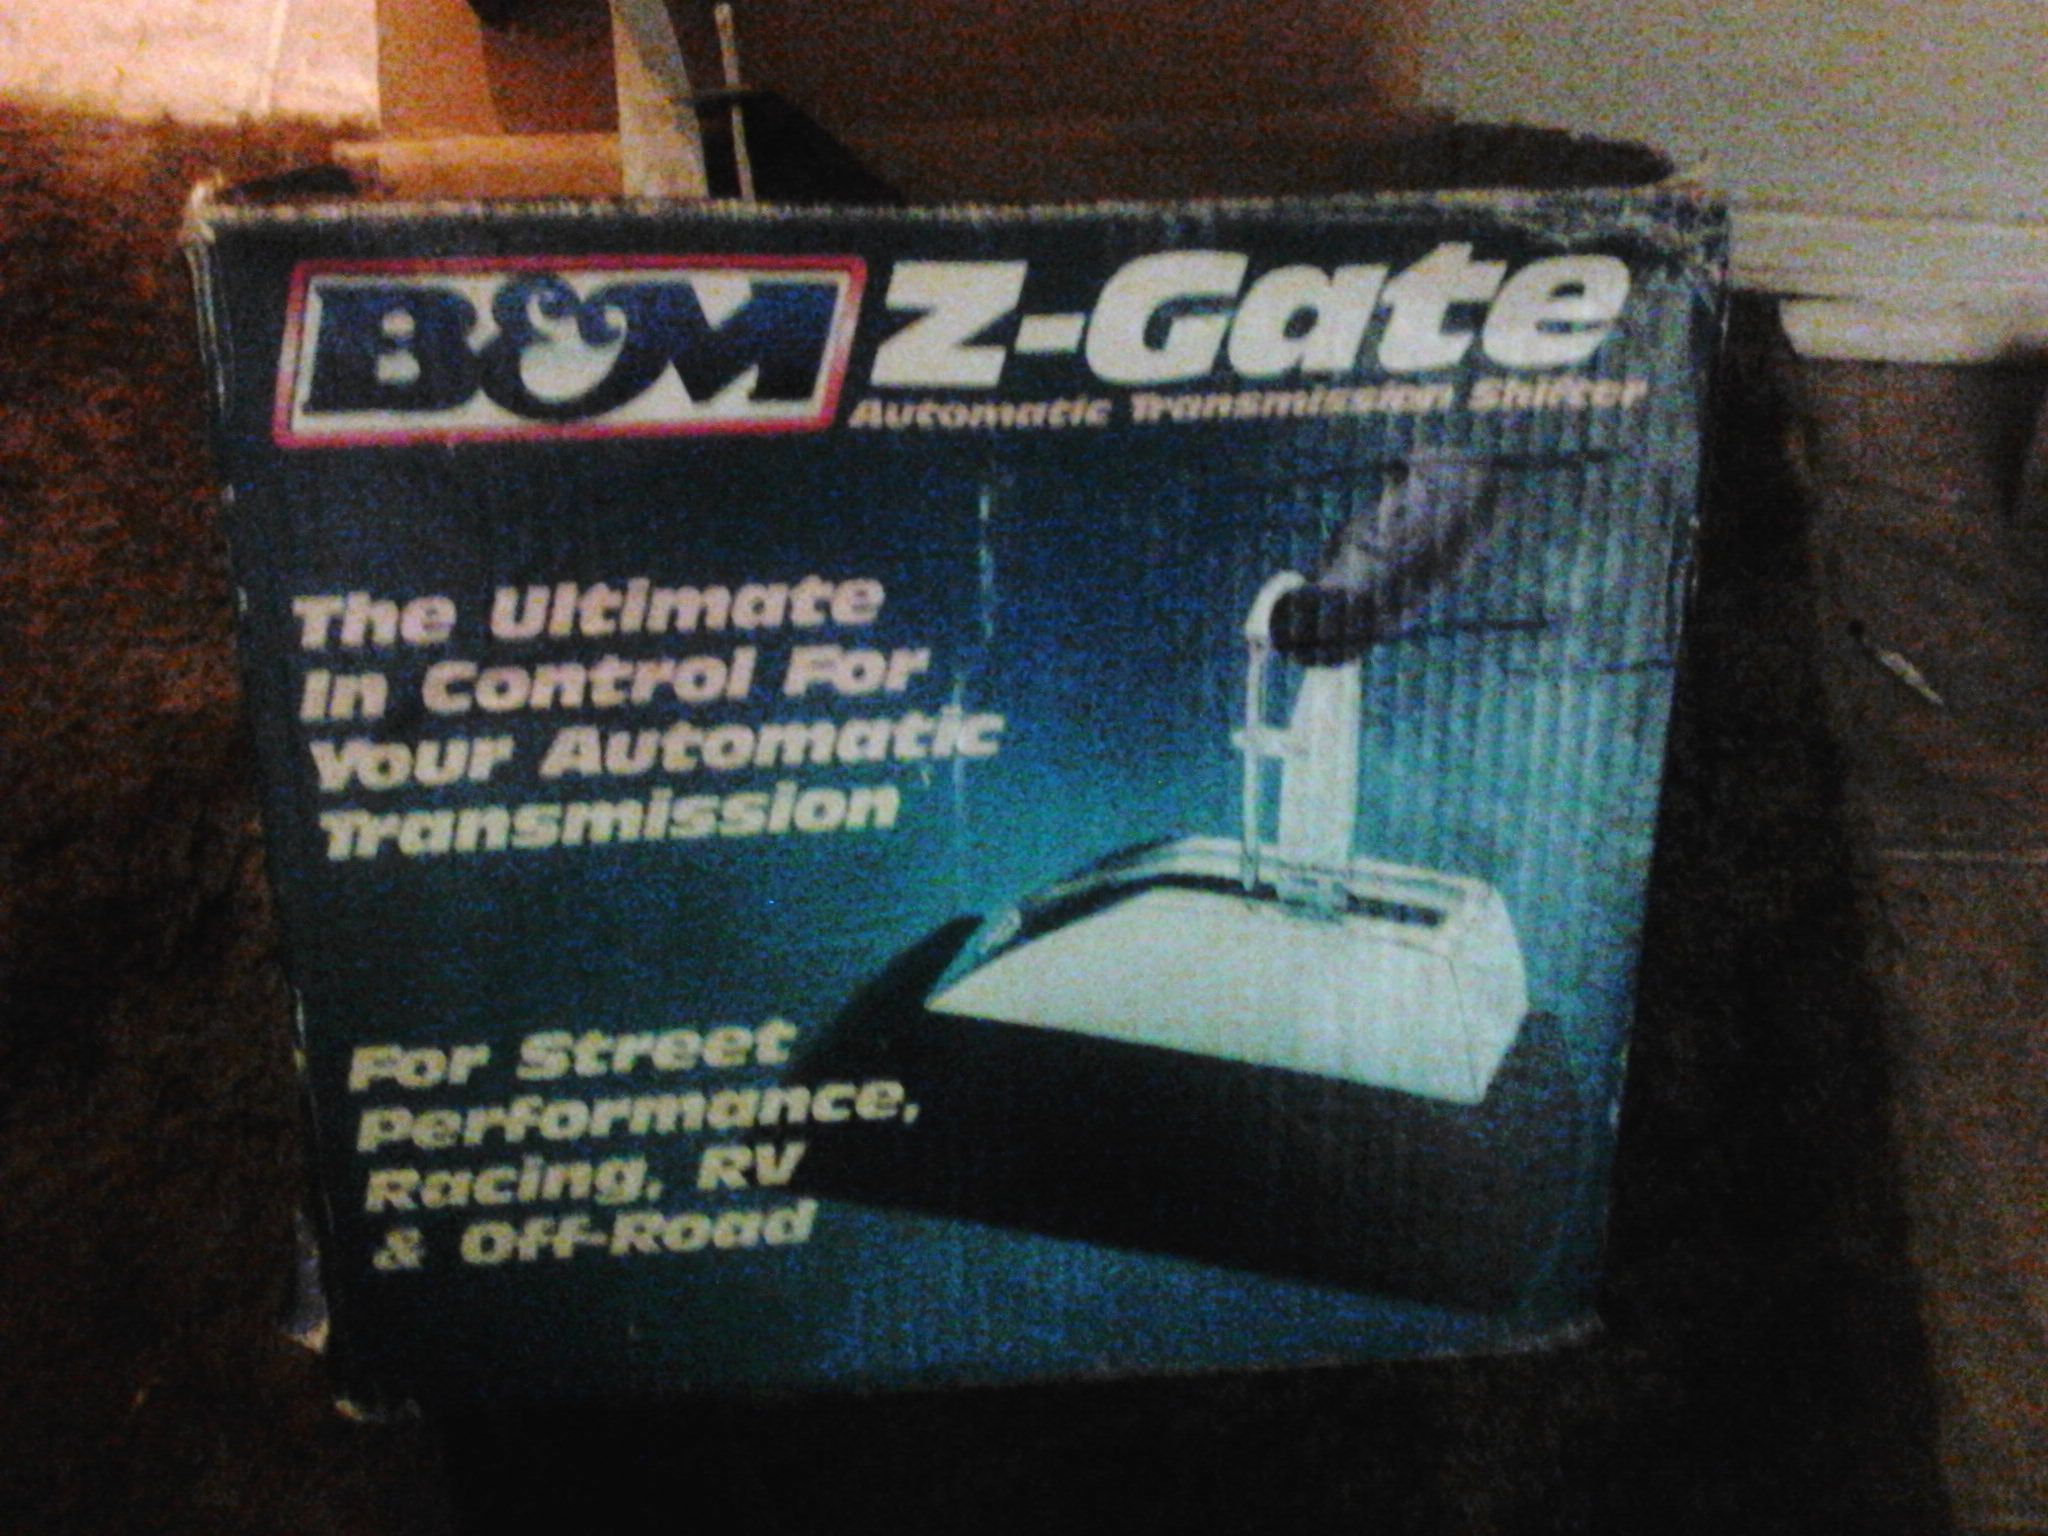 B&M Z-Gate
Automatic Transmission Shifter
The Ultimate
In Control For
Your Automatic
Transmission
For Street
Performance,
Racing, RV
& Off-Road